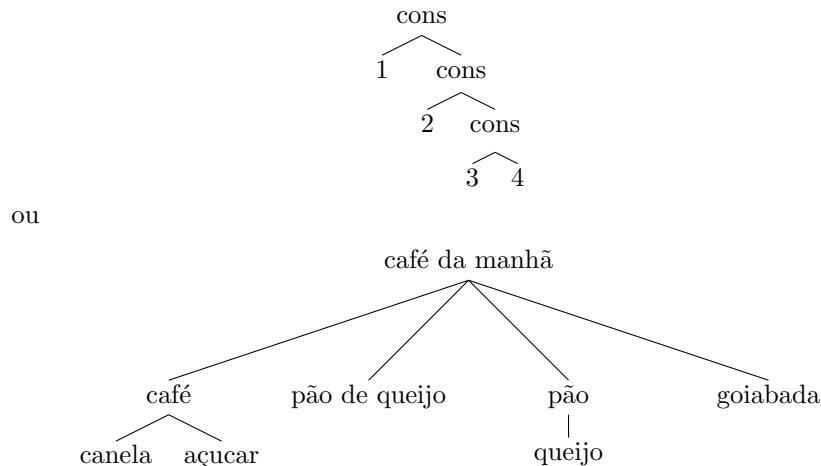 cons
1 cons
2 cons
3 4
ou
café da manhã
café pão de queijo pão goiabada
canela açucar queijo